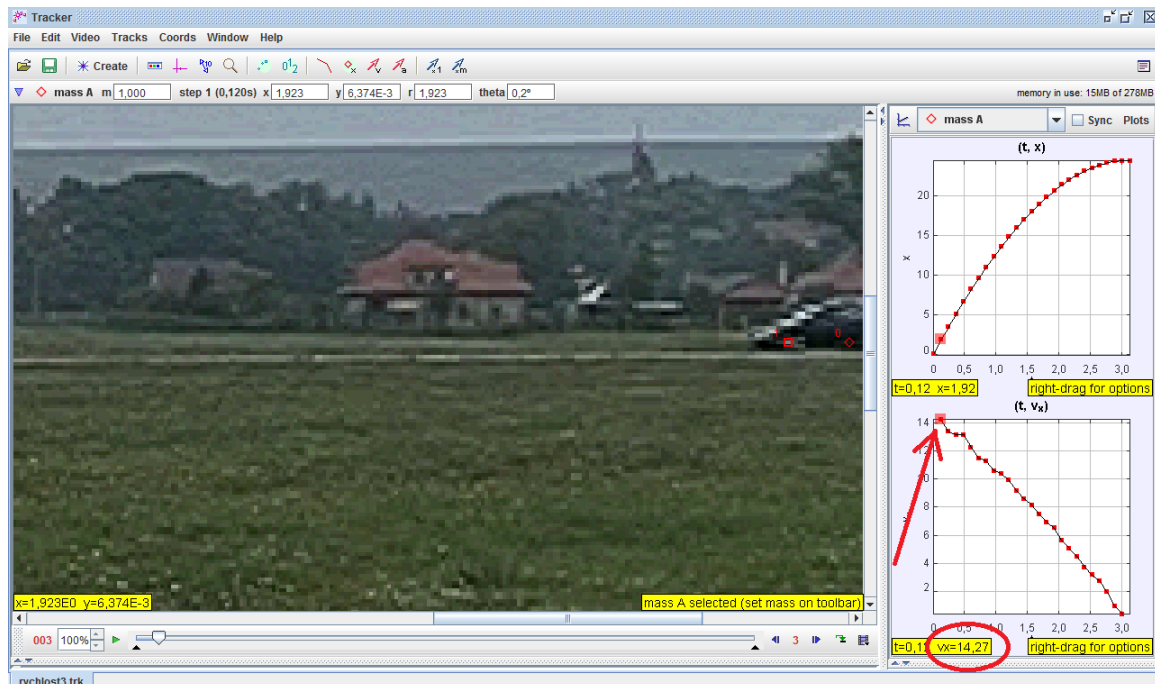 Tracker
File Edit Video Tracks Coords Window Help
Create
mass A m 1,000 step 1 (0,120s) x 1,923 y 6,374E-3 r 1,923 theta 0,2° memory in use: 15MB of 278MB
mass A Sync Plots
(t, x)
20
15
10
5
0
x
0 0,5 1,0 1,5 2,0 2,5 3,0
t=0,12 x=1,92 right-drag for options
(t, vx)
14
12
10
8
6
4
2
0 0,5 1,0 1,5 2,0 2,5 3,0
t=0,12 vx=14,27 right-drag for options
1 0
x=1,923E0 y=6,374E-3 mass A selected (set mass on toolbar)
003 100% 3
rychlost3.trk